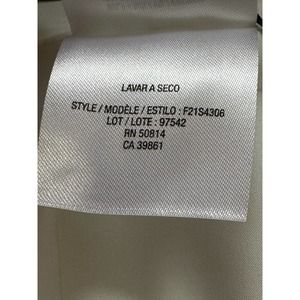 LAVAR A SECO
STYLE / MODÈLE / ESTILO : F21S4306
LOT / LOTE : 97542
RN 50814
CA 39861